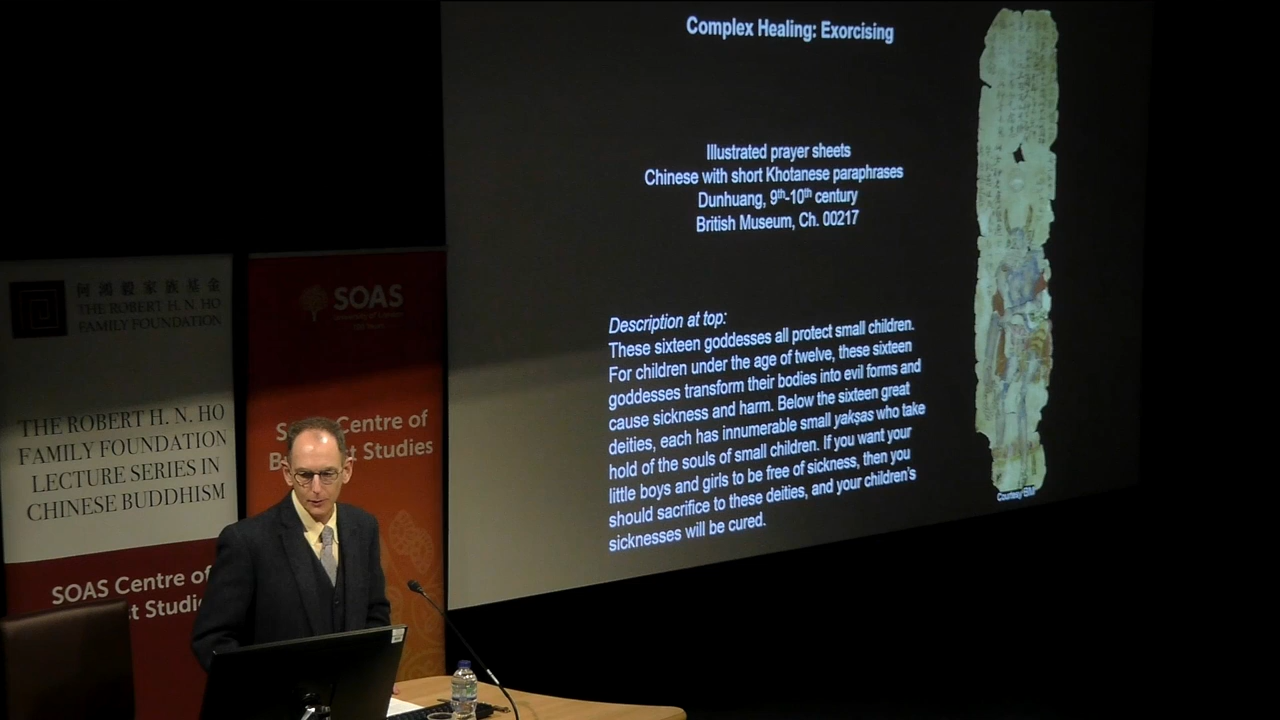 Complex Healing: Exorcising
Illustrated prayer sheets
Chinese with short Khotanese paraphrases
Dunhuang, 9th-10th century
British Museum, Ch. 00217
Description at top:
These sixteen goddesses all protect small children.
For children under the age of twelve, these sixteen
goddesses transform their bodies into evil forms and
cause sickness and harm. Below the sixteen great
deities, each has innumerable small yakṣas who take
hold of the souls of small children. If you want your
little boys and girls to be free of sickness, then you
should sacrifice to these deities, and your children's
sicknesses will be cured.
Courtesy BM
何鴻毅家族基金
THE ROBERT H. N. HO
FAMILY FOUNDATION
THE ROBERT H. N. HO
FAMILY FOUNDATION
LECTURE SERIES IN
CHINESE BUDDHISM
SOAS Centre of
st Studi
SOAS
University of London
S Centre of
B st Studies